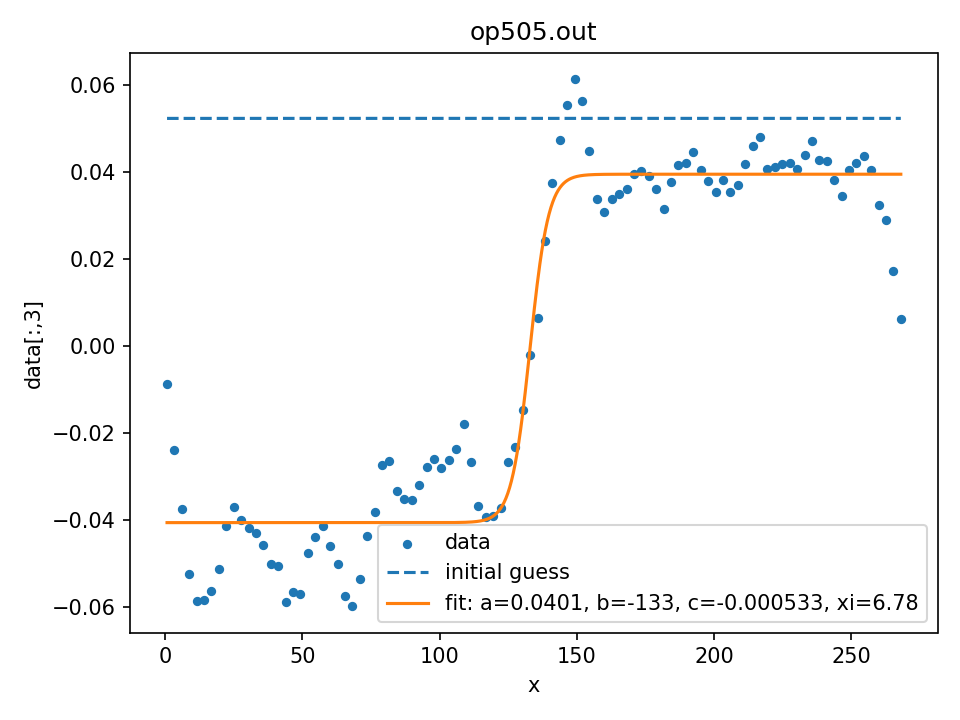 op505.out
data[:,3]
0.06
0.04
0.02
0.00
−0.02
−0.04
−0.06
data
initial guess
fit: a=0.0401, b=-133, c=-0.000533, xi=6.78
0 50 100 150 200 250
x